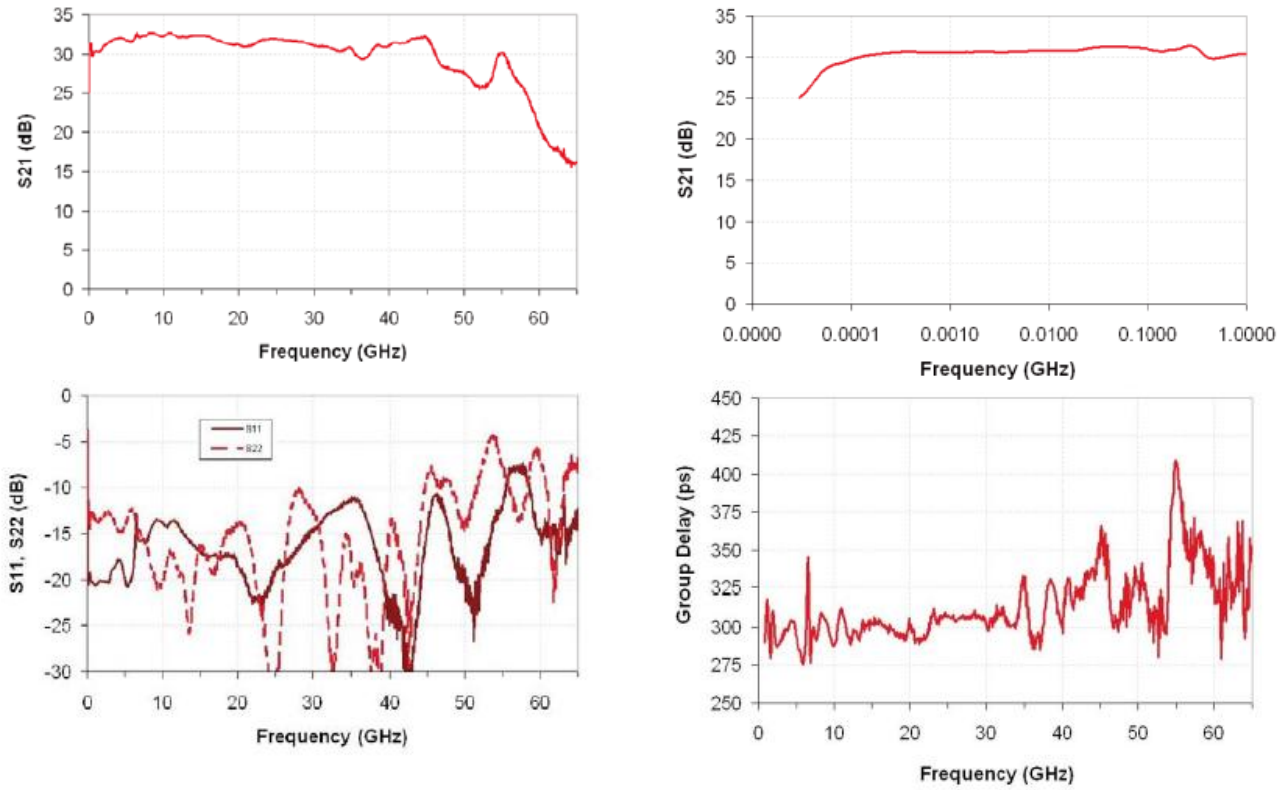 35
30
25
20
15
10
5
0
S21 (dB)
0 10 20 30 40 50 60
Frequency (GHz)
35
30
25
20
15
10
5
0
S21 (dB)
0.0000 0.0001 0.0010 0.0100 0.1000 1.0000
Frequency (GHz)
0
-5
-10
-15
-20
-25
-30
S11, S22 (dB)
S11
S22
0 10 20 30 40 50 60
Frequency (GHz)
450
425
400
375
350
325
300
275
250
Group Delay (ps)
0 10 20 30 40 50 60
Frequency (GHz)